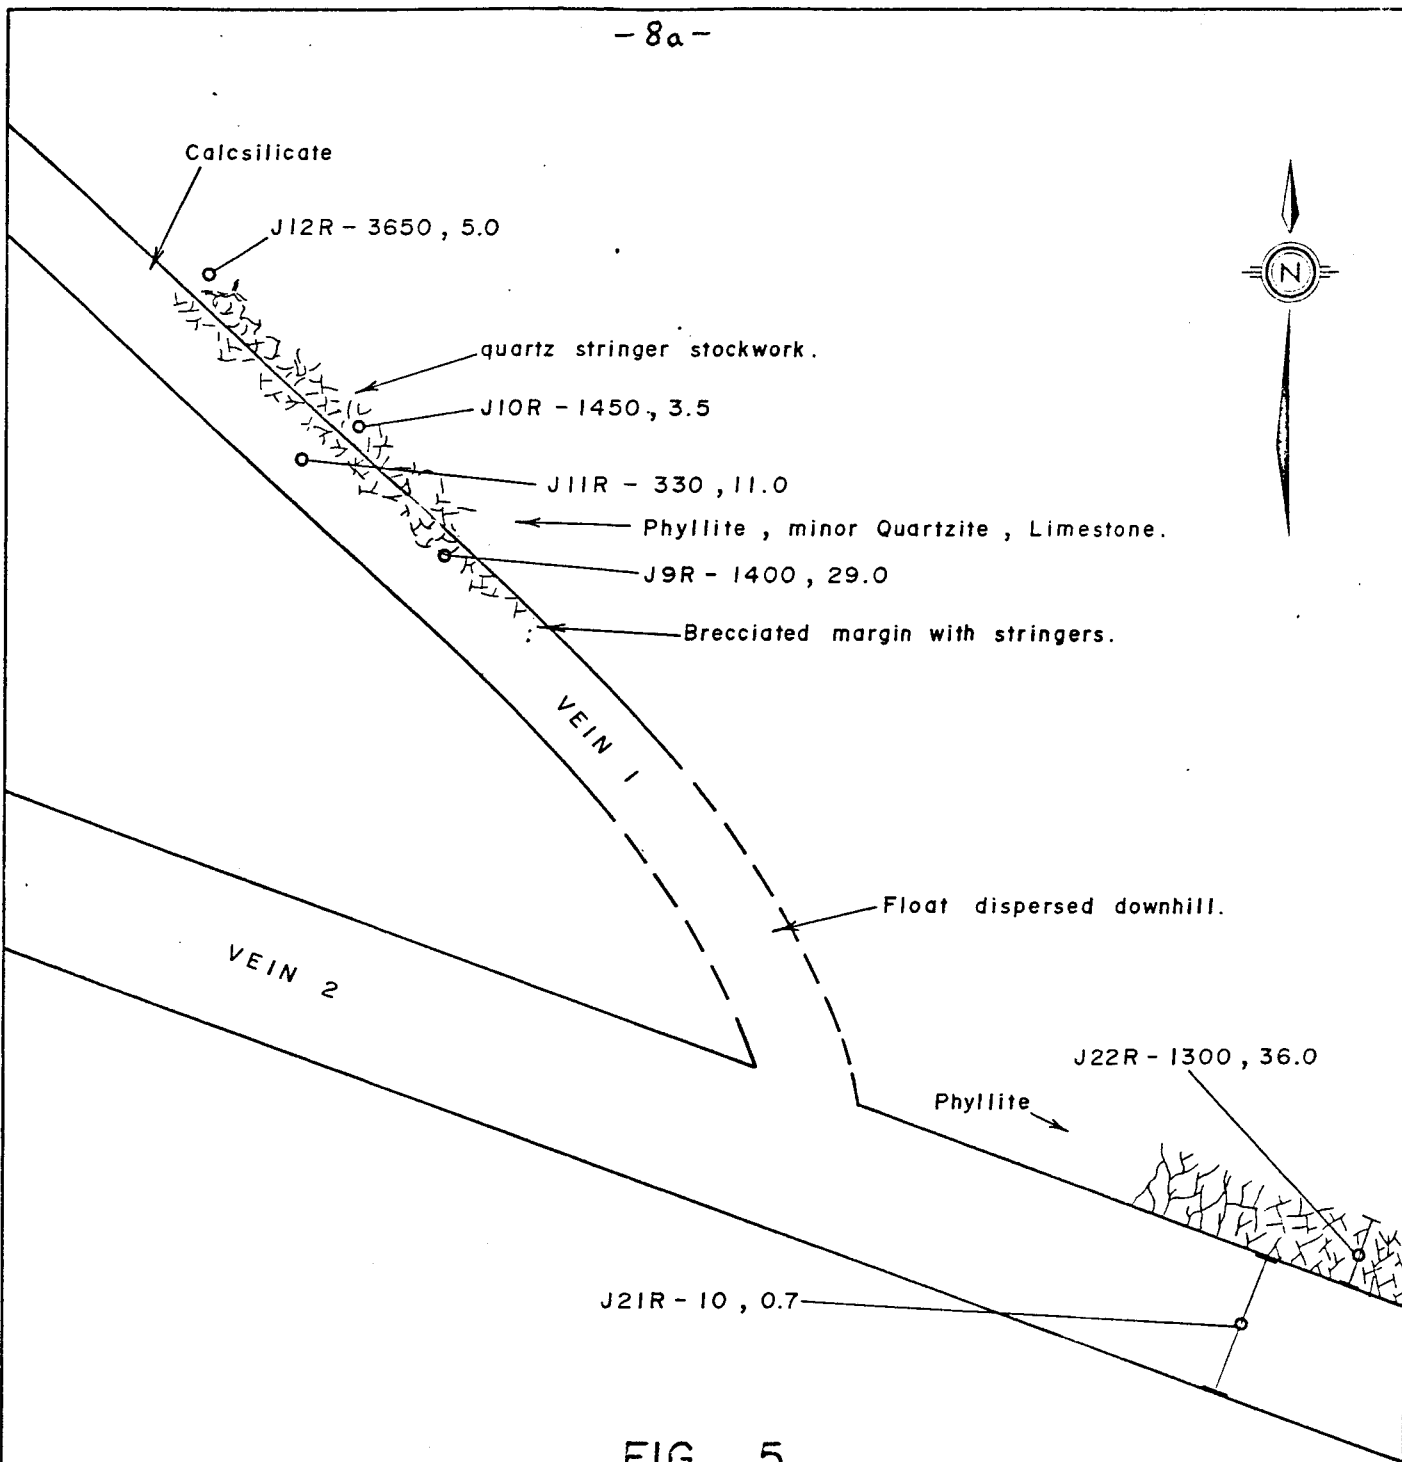 -8a-
Calcsilicate
J12R - 3650, 5.0
N
quartz stringer stockwork.
J10R - 1450, 3.5
J11R - 330, 11.0
Phyllite, minor Quartzite, Limestone.
J9R - 1400, 29.0
Brecciated margin with stringers.
VEIN 1
Float dispersed downhill.
VEIN 2
J22R - 1300, 36.0
Phyllite
J21R - 10, 0.7
FIG. 5